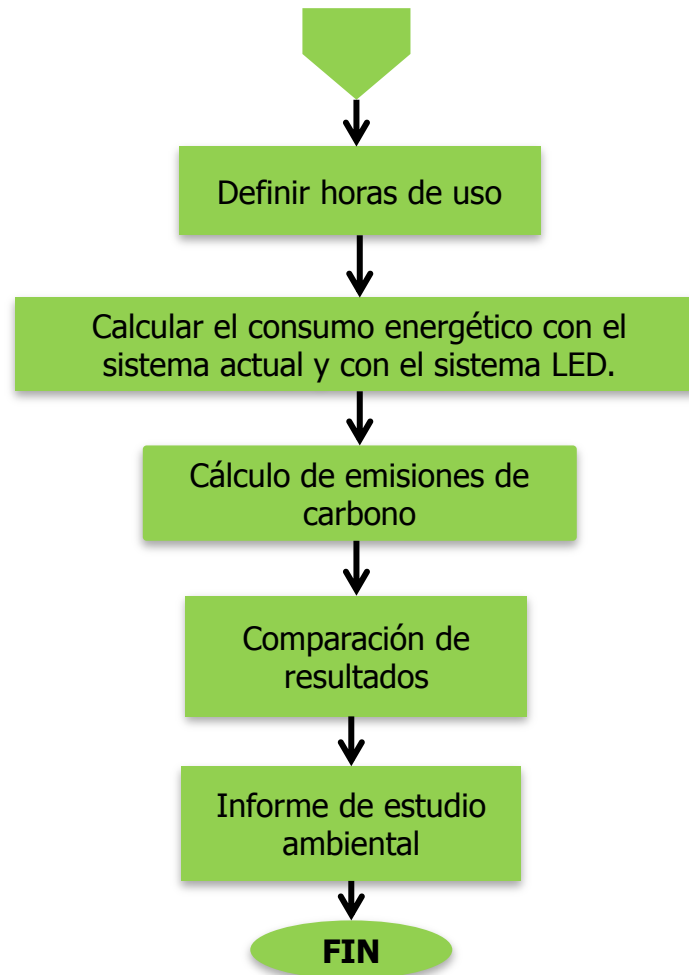 Definir horas de uso
Calcular el consumo energético con el
sistema actual y con el sistema LED.
Cálculo de emisiones de
carbono
Comparación de
resultados
Informe de estudio
ambiental
FIN